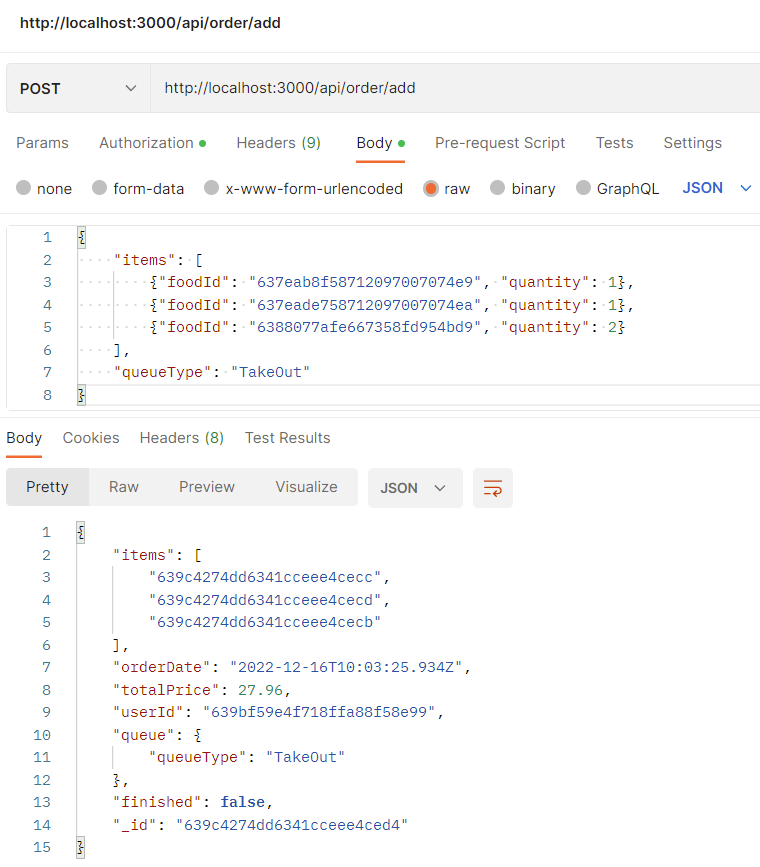 http://localhost:3000/api/order/add
POST http://localhost:3000/api/order/add
Params Authorization Headers (9) Body Pre-request Script Tests Settings
none form-data x-www-form-urlencoded raw binary GraphQL JSON
1 {
2 "items": [
3 {"foodId": "637eab8f58712097007074e9", "quantity": 1},
4 {"foodId": "637eade758712097007074ea", "quantity": 1},
5 {"foodId": "6388077afe667358fd954bd9", "quantity": 2}
6 ],
7 "queueType": "TakeOut"
8 }
Body Cookies Headers (8) Test Results
Pretty Raw Preview Visualize JSON
1 {
2 "items": [
3 "639c4274dd6341cceee4cecc",
4 "639c4274dd6341cceee4cecd",
5 "639c4274dd6341cceee4cecb"
6 ],
7 "orderDate": "2022-12-16T10:03:25.934Z",
8 "totalPrice": 27.96,
9 "userId": "639bf59e4f718ffa88f58e99",
10 "queue": {
11 "queueType": "TakeOut"
12 },
13 "finished": false,
14 "_id": "639c4274dd6341cceee4ced4"
15 }